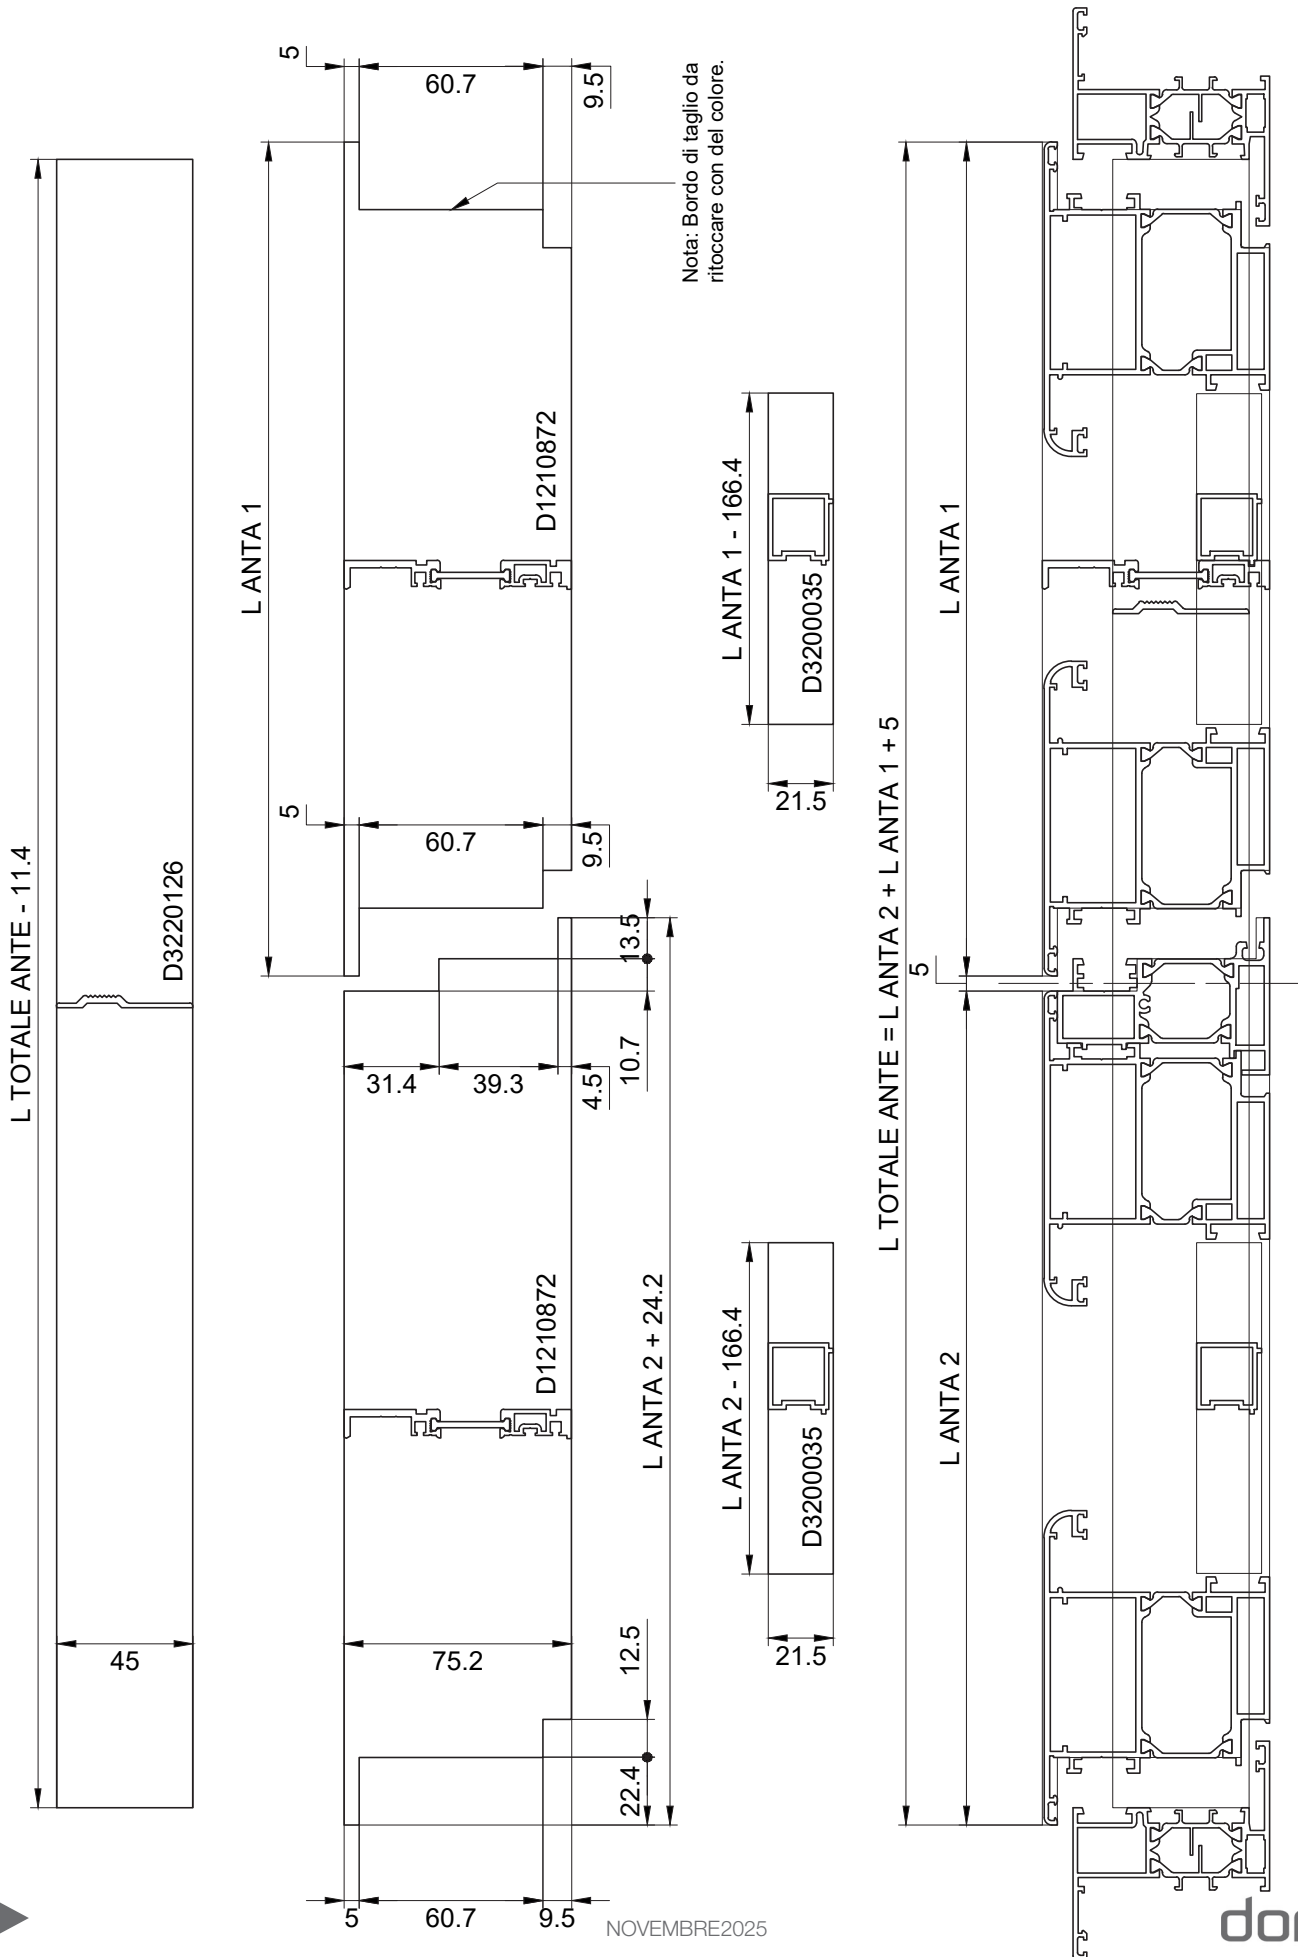 L TOTALE ANTE - 11.4
D3220126
45
L ANTA 1
5
60.7
9.5
Nota: Bordo di taglio da
ritoccare con del colore.
D1210872
5
60.7
9.5
13.5
10.7
31.4
39.3
4.5
D1210872
L ANTA 2 + 24.2
75.2
12.5
22.4
5
60.7
9.5
L ANTA 1 - 166.4
D3200035
21.5
L ANTA 2 - 166.4
D3200035
21.5
L TOTALE ANTE = L ANTA 2 + L ANTA 1 + 5
L ANTA 1
5
L ANTA 2
NOVEMBRE2025